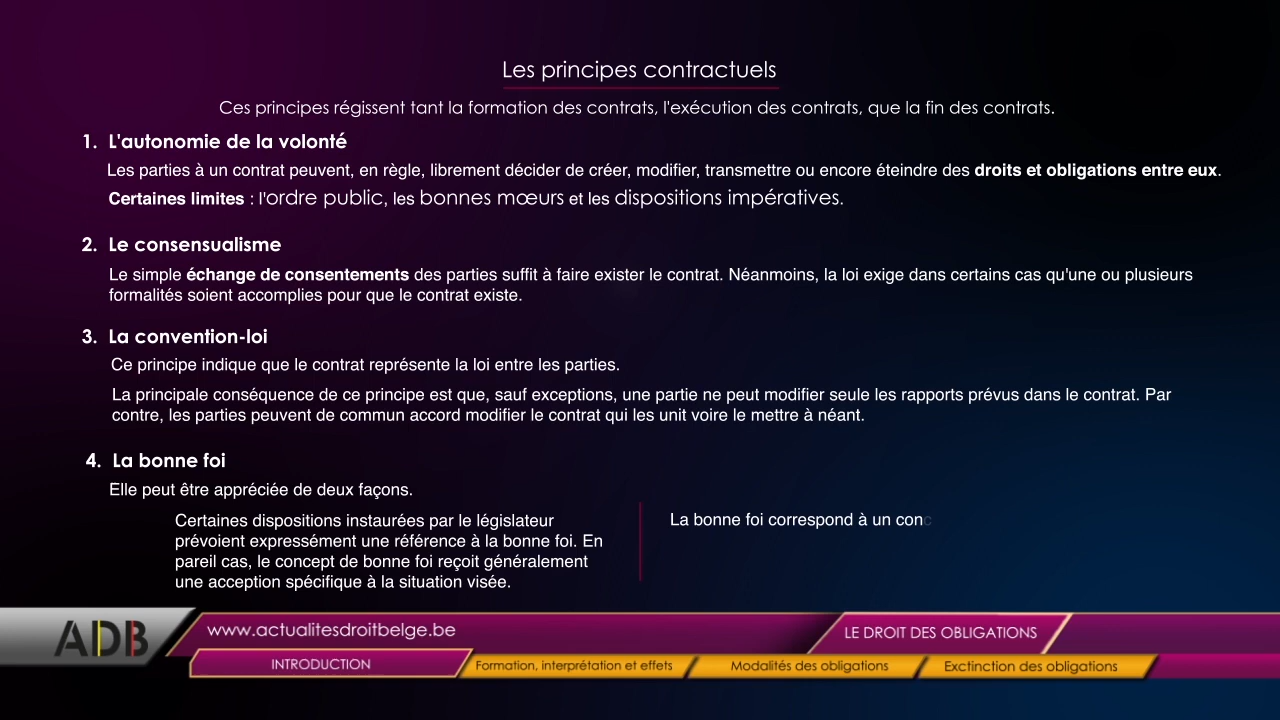 Les principes contractuels
Ces principes régissent tant la formation des contrats, l'exécution des contrats, que la fin des contrats.
1. L'autonomie de la volonté
Les parties à un contrat peuvent, en règle, librement décider de créer, modifier, transmettre ou encore éteindre des droits et obligations entre eux.
Certaines limites : l'ordre public, les bonnes mœurs et les dispositions impératives.
2. Le consensualisme
Le simple échange de consentements des parties suffit à faire exister le contrat. Néanmoins, la loi exige dans certains cas qu'une ou plusieurs
formalités soient accomplies pour que le contrat existe.
3. La convention-loi
Ce principe indique que le contrat représente la loi entre les parties.
La principale conséquence de ce principe est que, sauf exceptions, une partie ne peut modifier seule les rapports prévus dans le contrat. Par
contre, les parties peuvent de commun accord modifier le contrat qui les unit voire le mettre à néant.
4. La bonne foi
Elle peut être appréciée de deux façons.
Certaines dispositions instaurées par le législateur
prévoient expressément une référence à la bonne foi. En
pareil cas, le concept de bonne foi reçoit généralement
une acception spécifique à la situation visée.
La bonne foi correspond à un conc
ADB
www.actualitesdroitbelge.be
LE DROIT DES OBLIGATIONS
INTRODUCTION
Formation, interprétation et effets
Modalités des obligations
Exctinction des obligations